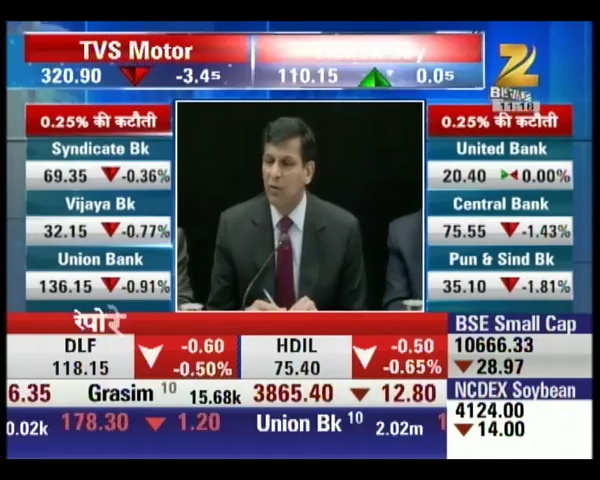 TVS Motor
320.90 -3.45 110.15 0.05
11:18
0.25% की कटौती
Syndicate Bk
69.35 -0.36%
Vijaya Bk
32.15 -0.77%
Union Bank
136.15 -0.91%
0.25% की कटौती
United Bank
20.40 0.00%
Central Bank
75.55 -1.43%
Pun & Sind Bk
35.10 -1.81%
DLF
118.15
-0.60
-0.50%
HDIL
75.40
-0.50
-0.65%
BSE Small Cap
10666.33
28.97
NCDEX Soybean
4124.00
14.00
6.35 Grasim 10 15.68k 3865.40 12.80
0.02k 178.30 1.20 Union Bk 10 2.02m